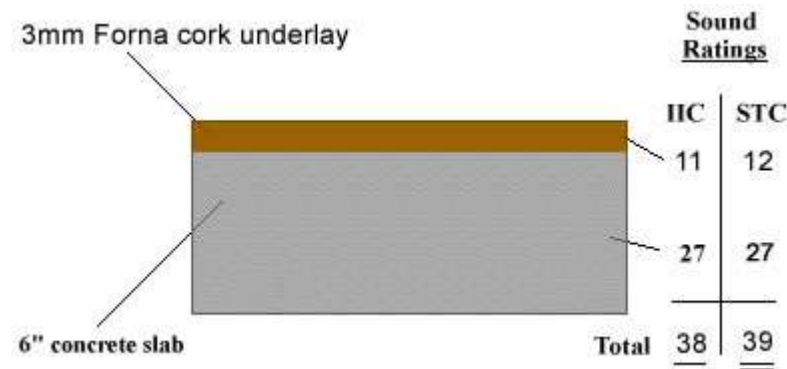 Sound
3mm Forna cork underlay
Ratings
IIC STC
11 12
27 27
6" concrete slab
Total 38 39